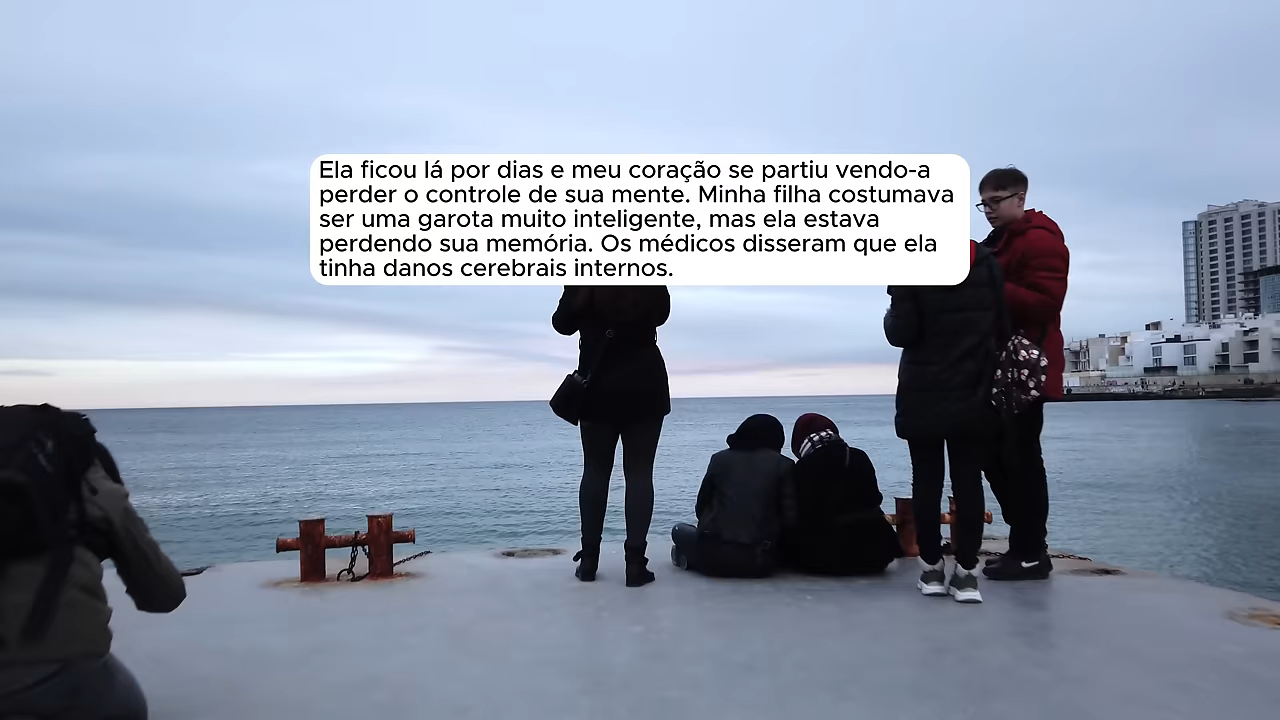 Ela ficou lá por dias e meu coração se partiu vendo-a
perder o controle de sua mente. Minha filha costumava
ser uma garota muito inteligente, mas ela estava
perdendo sua memória. Os médicos disseram que ela
tinha danos cerebrais internos.